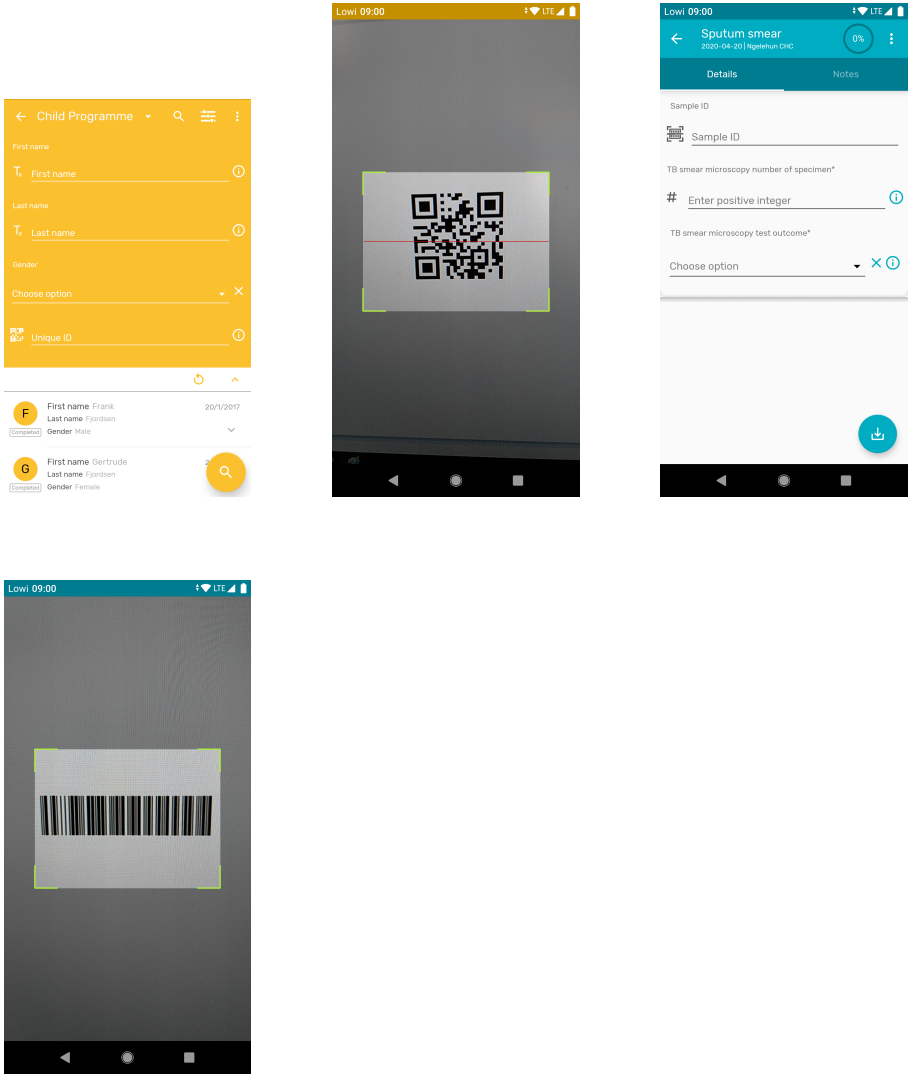 Child Programme
First name
First name
Last name
Last name
Gender
Choose option
Unique ID
F
First name Frank
20/1/2017
Last name Fjordsen
Completed
Gender Male
G
First name Gertrude
2
Last name Fjordsen
Completed
Gender Female
Lowi 09:00
LTE
Lowi 09:00
LTE
Sputum smear
2020-04-20 | Ngelehun CHC
0%
Details
Notes
Sample ID
Sample ID
TB smear microscopy number of specimen*
# Enter positive integer
TB smear microscopy test outcome*
Choose option
Lowi 09:00
LTE